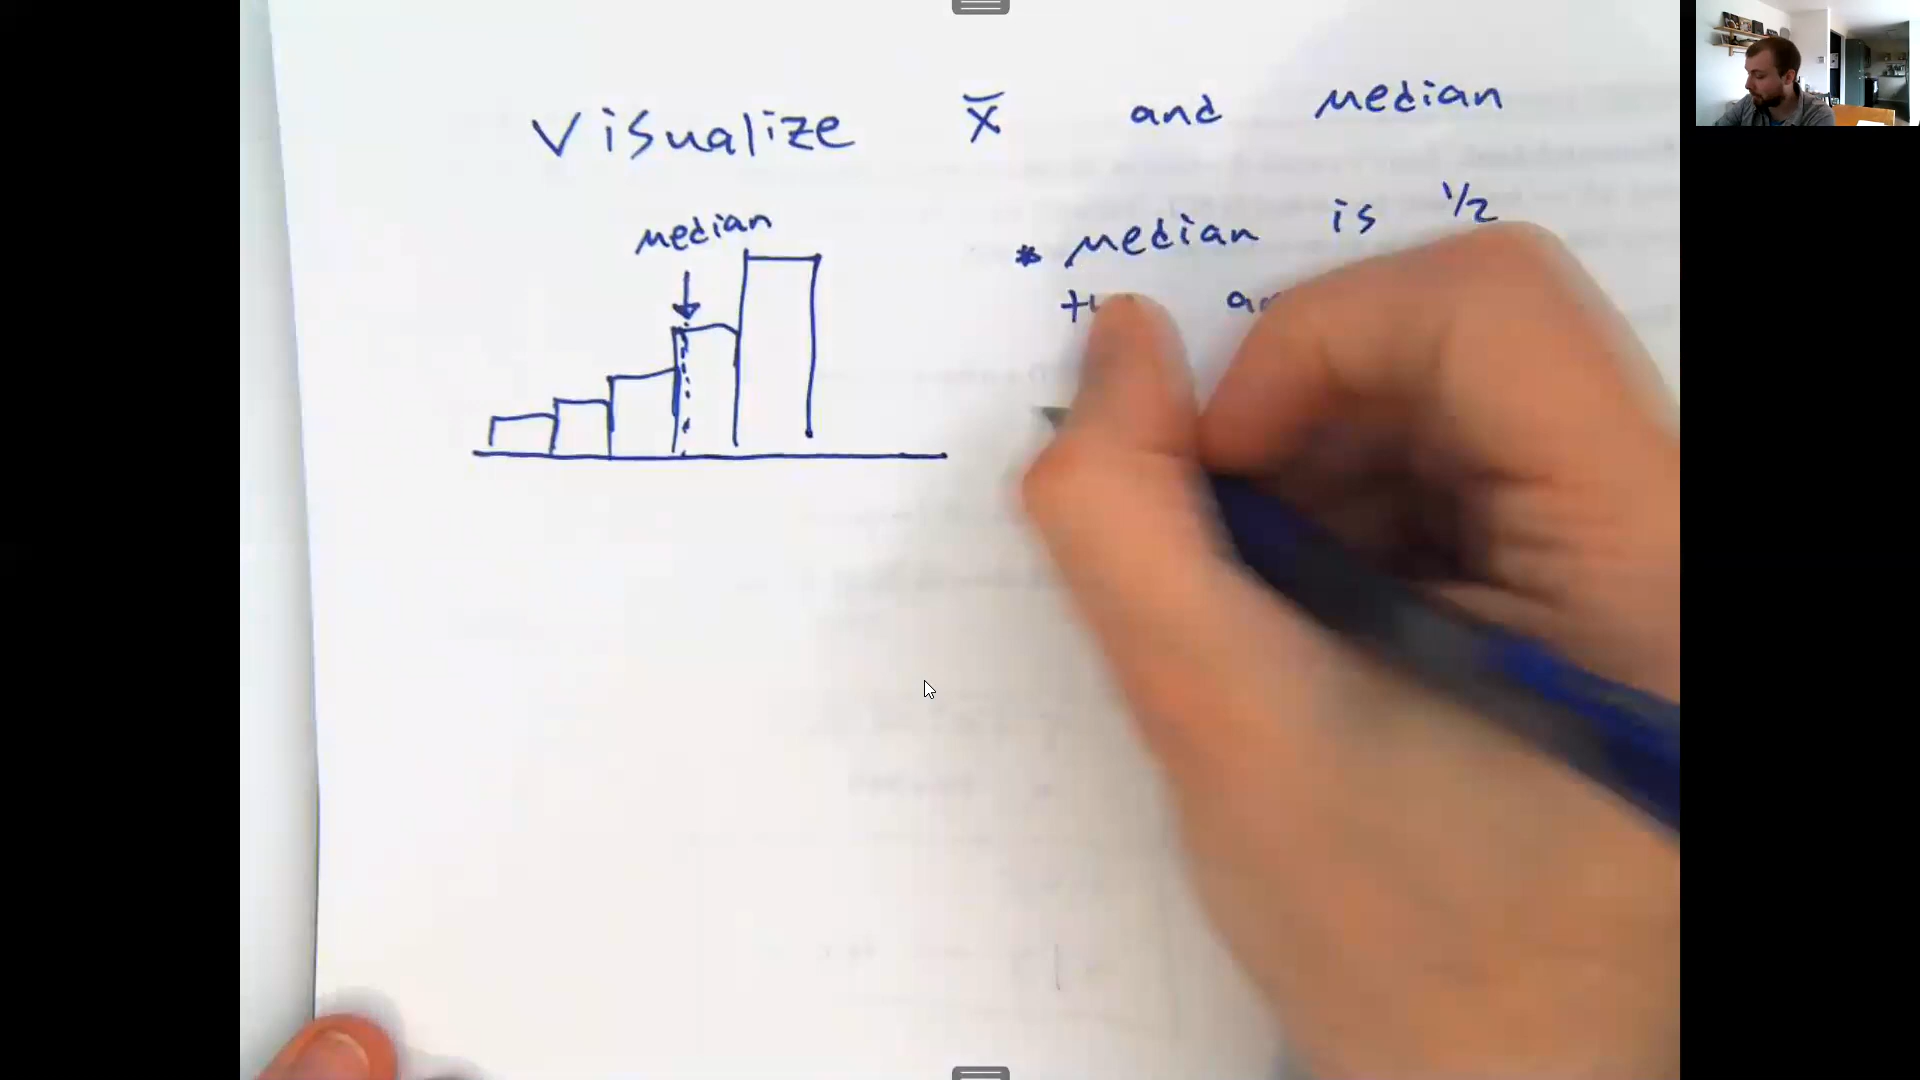 Visualize x̄ and median
median
* median is 1/2